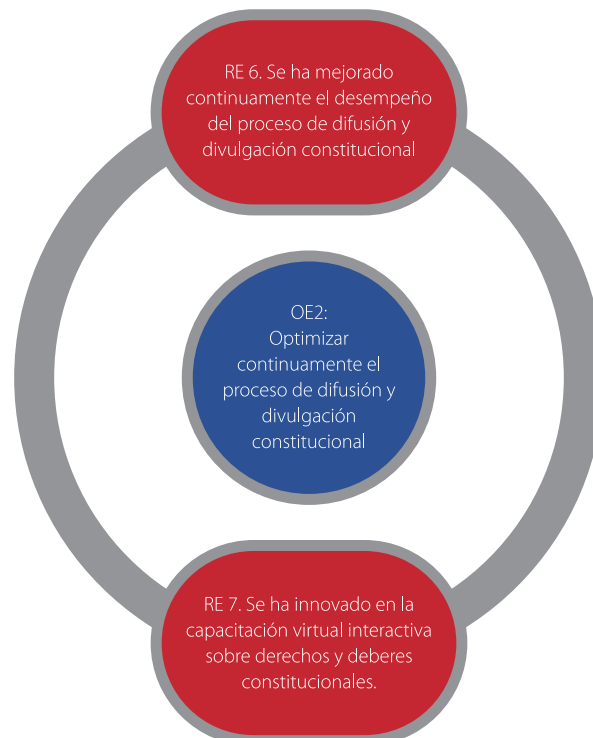 RE 6. Se ha mejorado
continuamente el desempeño
del proceso de difusión y
divulgación constitucional
OE2:
Optimizar
continuamente el
proceso de difusión y
divulgación
constitucional
RE 7. Se ha innovado en la
capacitación virtual interactiva
sobre derechos y deberes
constitucionales.